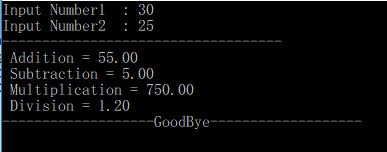 Input Number1  : 30
Input Number2  : 25
-------------------------------
 Addition = 55.00
 Subtraction = 5.00
 Multiplication = 750.00
 Division = 1.20
-----------------GoodBye-----------------